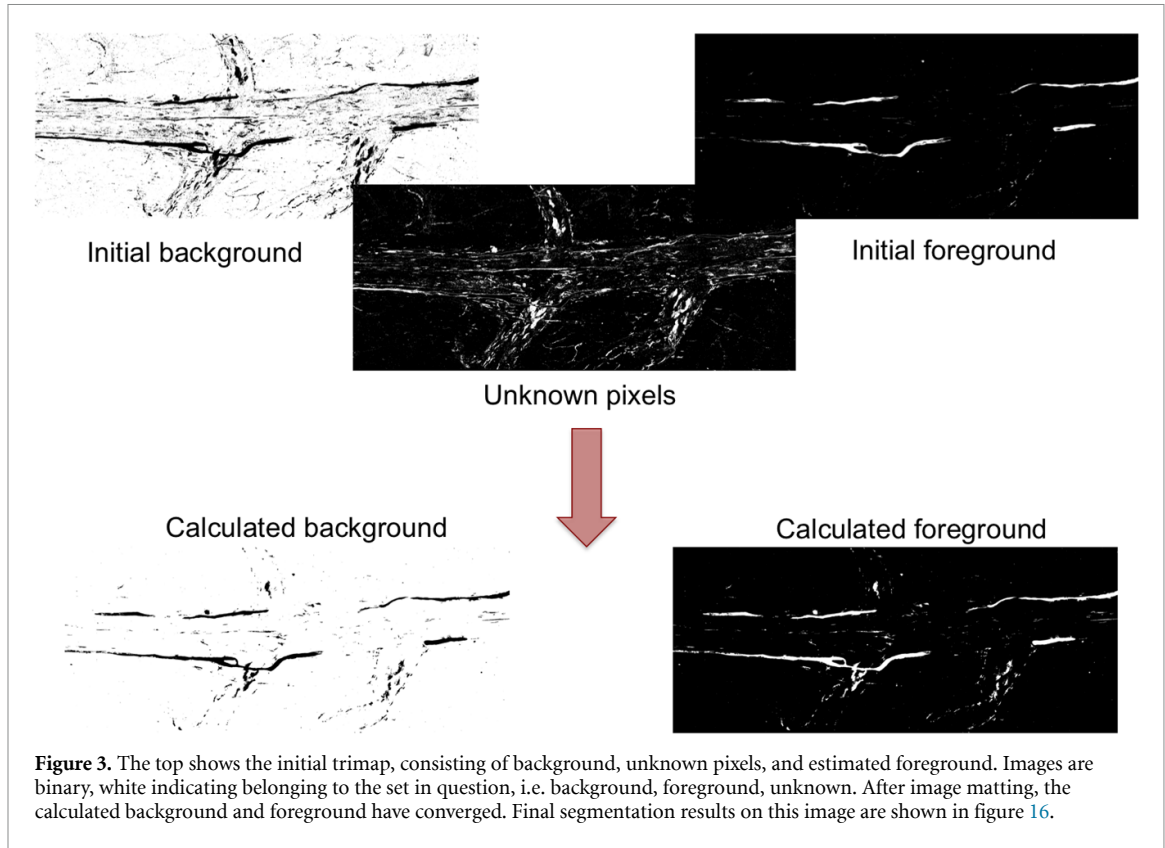 Initial background
Initial foreground
Unknown pixels
Calculated background
Calculated foreground
Figure 3. The top shows the initial trimap, consisting of background, unknown pixels, and estimated foreground. Images are
binary, white indicating belonging to the set in question, i.e. background, foreground, unknown. After image matting, the
calculated background and foreground have converged. Final segmentation results on this image are shown in figure 16.